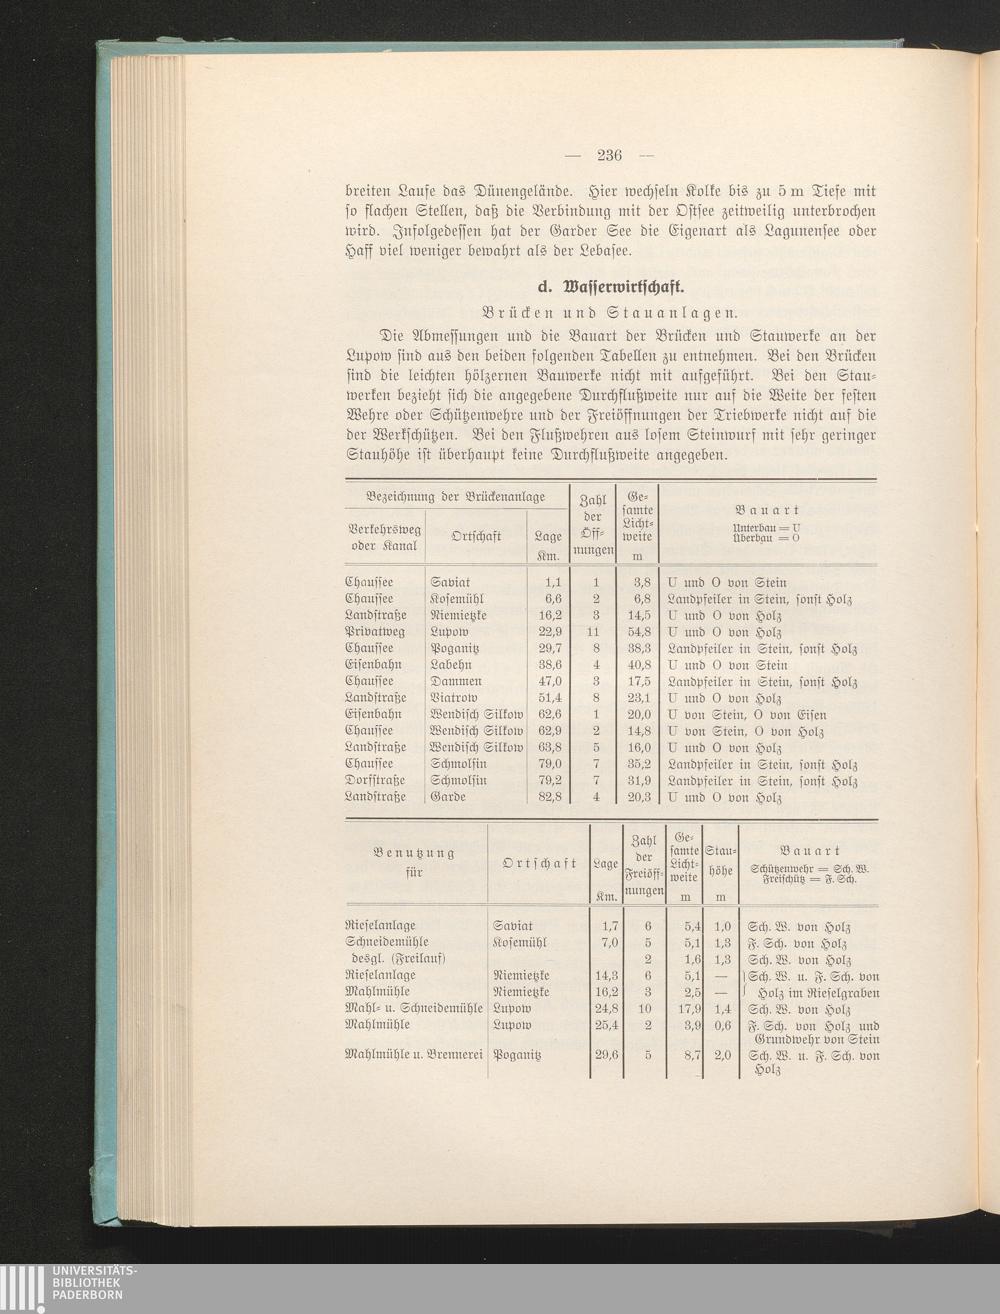 — 236 —
breiten Laufe das Dünengelände. Hier wechseln Kolke bis zu 5 m Tiefe mit
so flachen Stellen, daß die Verbindung mit der Ostsee zeitweilig unterbrochen
wird. Infolgedessen hat der Garder See die Eigenart als Lagunensee oder
Haff viel weniger bewahrt als der Lebasee.
d. Wasserwirtschaft.
Brücken und Stauanlagen.
Die Abmessungen und die Bauart der Brücken und Stauwerke an der
Lupow sind aus den beiden folgenden Tabellen zu entnehmen. Bei den Brücken
sind die leichten hölzernen Bauwerke nicht mit aufgeführt. Bei den Stau-
werken bezieht sich die angegebene Durchflußweite nur auf die Weite der festen
Wehre oder Schützenwehre und der Freiöffnungen der Triebwerke nicht auf die
der Werkschützen. Bei den Flußwehren aus losem Steinwurf mit sehr geringer
Stauhöhe ist überhaupt keine Durchflußweite angegeben.
Bezeichnung der Brückenanlage
Verkehrsweg
oder Kanal
Ortschaft
Lage
Km.
Zahl
der
Öff-
nungen
Ge-
samte
Licht-
weite
m
Bauart
Unterbau = U
Überbau = O
Chaussee Saviat 1,1 1 3,8 U und O von Stein
Chaussee Kosemühl 6,6 2 6,8 Landpfeiler in Stein, sonst Holz
Landstraße Niemietzke 16,2 3 14,5 U und O von Holz
Privatweg Lupow 22,9 11 54,8 U und O von Holz
Chaussee Poganitz 29,7 8 38,3 Landpfeiler in Stein, sonst Holz
Eisenbahn Labehn 38,6 4 40,8 U und O von Stein
Chaussee Dammen 47,0 3 17,5 Landpfeiler in Stein, sonst Holz
Landstraße Viatrow 51,4 8 23,1 U und O von Holz
Eisenbahn Wendisch Silkow 62,6 1 20,0 U von Stein, O von Eisen
Chaussee Wendisch Silkow 62,9 2 14,8 U von Stein, O von Holz
Landstraße Wendisch Silkow 63,8 5 16,0 U und O von Holz
Chaussee Schmolsin 79,0 7 35,2 Landpfeiler in Stein, sonst Holz
Dorfstraße Schmolsin 79,2 7 31,9 Landpfeiler in Stein, sonst Holz
Landstraße Garde 82,8 4 20,3 U und O von Holz
Benutzung
für
Ortschaft
Lage
Km.
Zahl
der
Freiöff-
nungen
Ge-
samte
Licht-
weite
m
Stau-
höhe
m
Bauart
Schützenwehr = Sch. W.
Freischütz = F. Sch.
Rieselanlage Saviat 1,7 6 5,4 1,0 Sch. W. von Holz
Schneidemühle Kosemühl 7,0 5 5,1 1,3 F. Sch. von Holz
desgl. (Freilauf) 2 1,6 1,3 Sch. W. von Holz
Rieselanlage Niemietzke 14,3 6 5,1 — Sch. W. u. F. Sch. von
Mahlmühle Niemietzke 16,2 3 2,5 — Holz im Rieselgraben
Mahl- u. Schneidemühle Lupow 24,8 10 17,9 1,4 Sch. W. von Holz
Mahlmühle Lupow 25,4 2 3,9 0,6 F. Sch. von Holz und
Grundwehr von Stein
Mahlmühle u. Brennerei Poganitz 29,6 5 8,7 2,0 Sch. W. u. F. Sch. von
Holz
UNIVERSITÄTS-
BIBLIOTHEK
PADERBORN